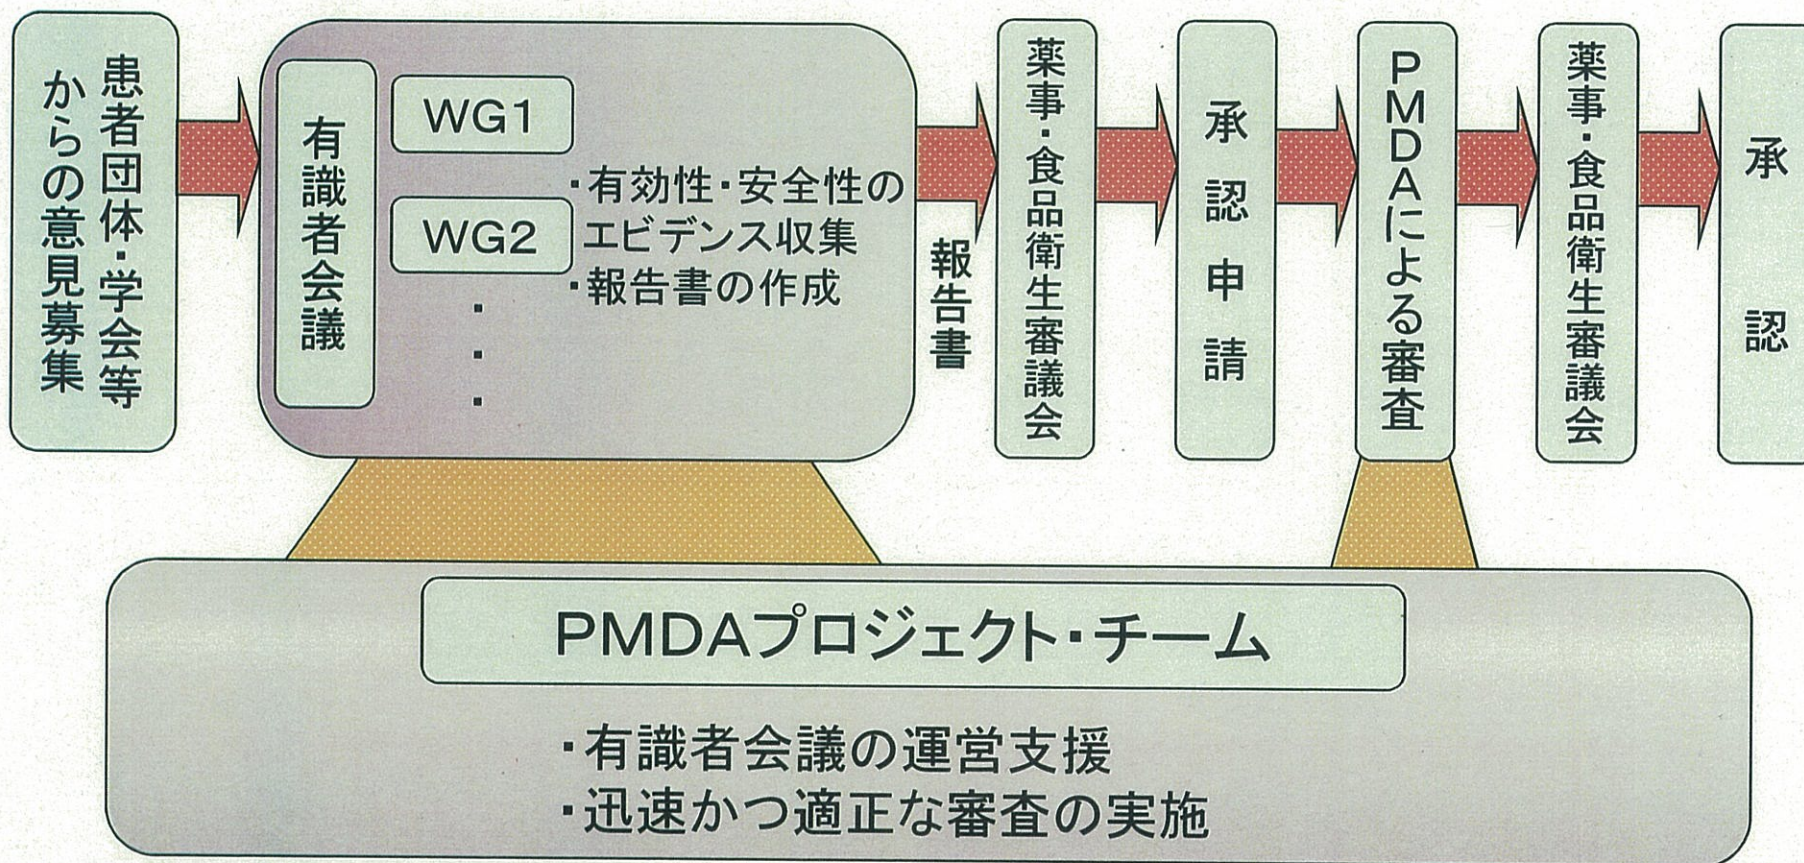 患者団体・学会等
からの意見募集
有識者会議
WG1
WG2
・
・
・
・有効性・安全性の
エビデンス収集
・報告書の作成
報告書
薬事・食品衛生審議会
承認申請
PMDAによる審査
薬事・食品衛生審議会
承認
PMDAプロジェクト・チーム
・有識者会議の運営支援
・迅速かつ適正な審査の実施